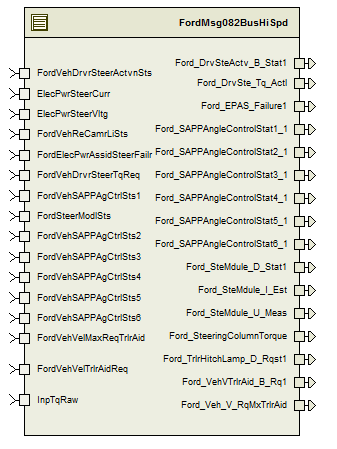 FordMsg082BusHiSpd
FordVehDrvrSteerActvnSts
ElecPwrSteerCurr
ElecPwrSteerVltg
FordVehReCamrLiSts
FordElecPwrAssidSteerFailr
FordVehDrvrSteerTqReq
FordVehSAPPAgCtrlSts1
FordSteerModlSts
FordVehSAPPAgCtrlSts2
FordVehSAPPAgCtrlSts3
FordVehSAPPAgCtrlSts4
FordVehSAPPAgCtrlSts5
FordVehSAPPAgCtrlSts6
FordVehVelMaxReqTrlrAid
FordVehVelTrlrAidReq
InpTqRaw
Ford_DrvSteActv_B_Stat1
Ford_DrvSte_Tq_Actl
Ford_EPAS_Failure1
Ford_SAPPAngleControlStat1_1
Ford_SAPPAngleControlStat2_1
Ford_SAPPAngleControlStat3_1
Ford_SAPPAngleControlStat4_1
Ford_SAPPAngleControlStat5_1
Ford_SAPPAngleControlStat6_1
Ford_SteMdule_D_Stat1
Ford_SteMdule_I_Est
Ford_SteMdule_U_Meas
Ford_SteeringColumnTorque
Ford_TrlrHitchLamp_D_Rqst1
Ford_VehVTrlrAid_B_Rq1
Ford_Veh_V_RqMxTrlrAid